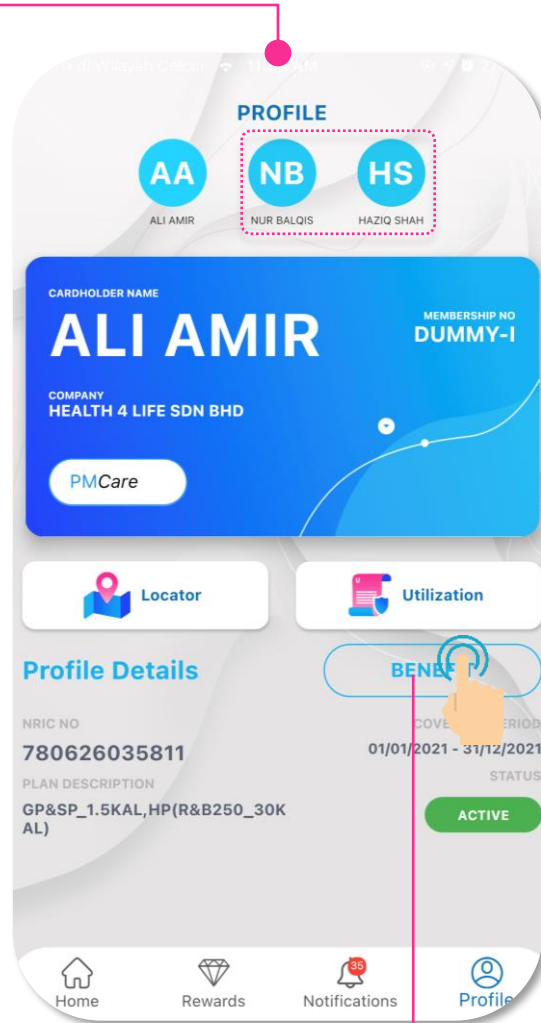 PROFILE
AA
NB
HS
ALI AMIR
NUR BALQIS
HAZIQ SHAH
CARDHOLDER NAME
ALI AMIR
MEMBERSHIP NO
DUMMY-I
COMPANY
HEALTH 4 LIFE SDN BHD
PMCare
Locator
Utilization
Profile Details
NRIC NO
780626035811
01/01/2021 - 31/12/2021
PLAN DESCRIPTION
STATUS
GP&SP_1.5KAL,HP(R&B250_30K
AL)
ACTIVE
35
Home
Rewards
Notifications
Profile